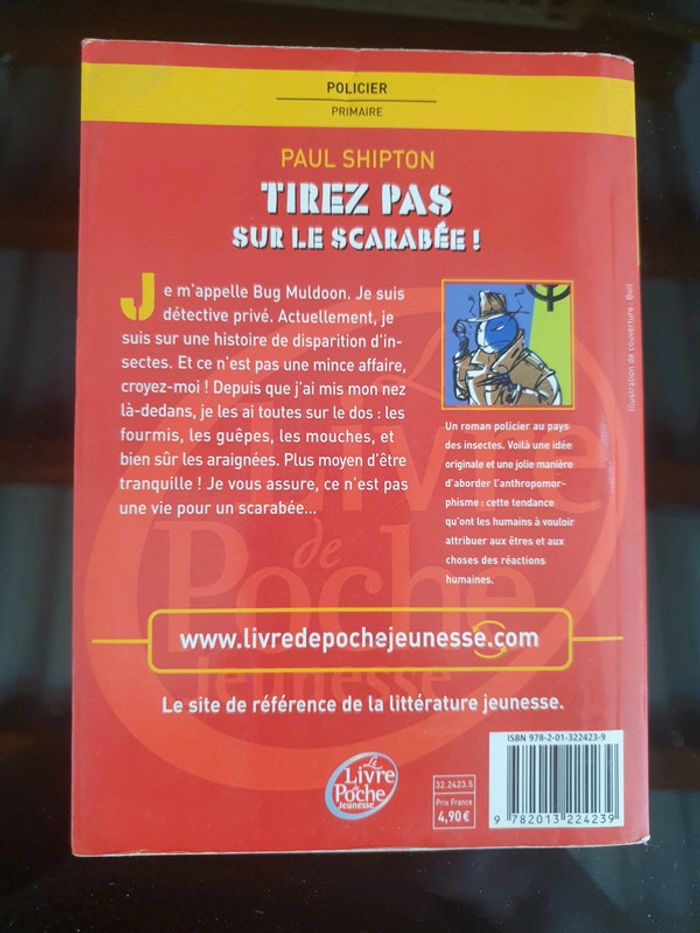 POLICIER
PRIMAIRE
PAUL SHIPTON
TIREZ PAS
SUR LE SCARABÉE !
Je m'appelle Bug Muldoon. Je suis
détective privé. Actuellement, je
suis sur une histoire de disparition d'in-
sectes. Et ce n'est pas une mince affaire,
croyez-moi ! Depuis que j'ai mis mon nez
là-dedans, je les ai toutes sur le dos : les
fourmis, les guêpes, les mouches, et
bien sûr les araignées. Plus moyen d'être
tranquille ! Je vous assure, ce n'est pas
une vie pour un scarabée...
Illustration de couverture : Boll
Un roman policier au pays
des insectes. Voilà une idée
originale et une jolie manière
d'aborder l'anthropomor-
phisme : cette tendance
qu'ont les humains à vouloir
attribuer aux êtres et aux
choses des réactions
humaines.
Le
Livre
de
Poche
Jeunesse
www.livredepochejeunesse.com
Le site de référence de la littérature jeunesse.
Le
Livre
de
Poche
Jeunesse
32.2423.5
Prix France
4,90 €
ISBN 978-2-01-322423-9
9 782013 224239